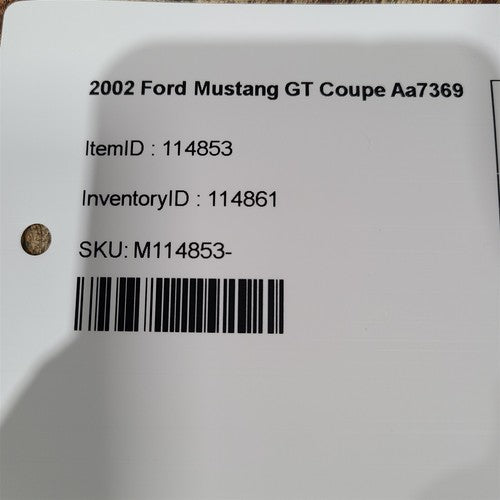 2002 Ford Mustang GT Coupe Aa7369
ItemID : 114853
InventoryID : 114861
SKU: M114853-